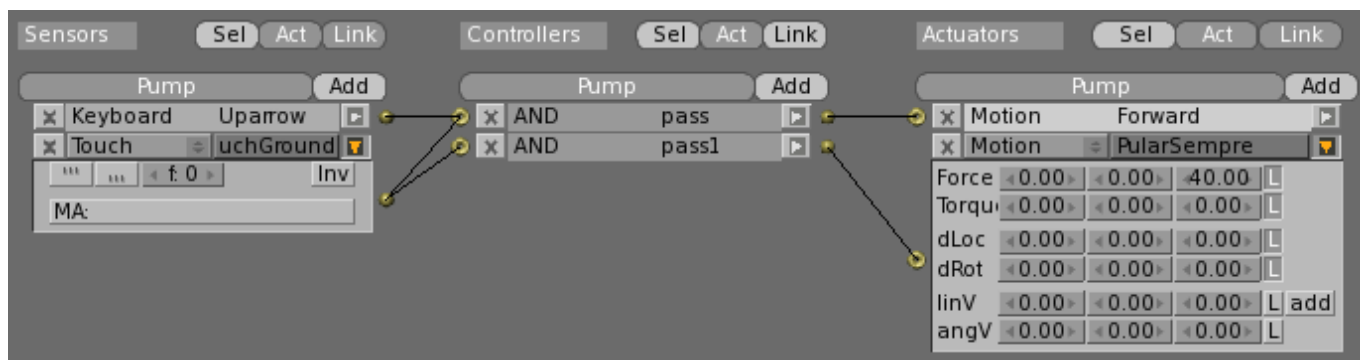 Sensors Sel Act Link Controllers Sel Act Link Actuators Sel Act Link
Pump Add Pump Add Pump Add
X Keyboard Uparrow X AND pass X Motion Forward
X Touch uchGround X AND pass1 X Motion PularSempre
f: 0 Inv
MA:
Force 0.00 0.00 40.00 L
Torqu 0.00 0.00 0.00 L
dLoc 0.00 0.00 0.00 L
dRot 0.00 0.00 0.00 L
linV 0.00 0.00 0.00 L add
angV 0.00 0.00 0.00 L